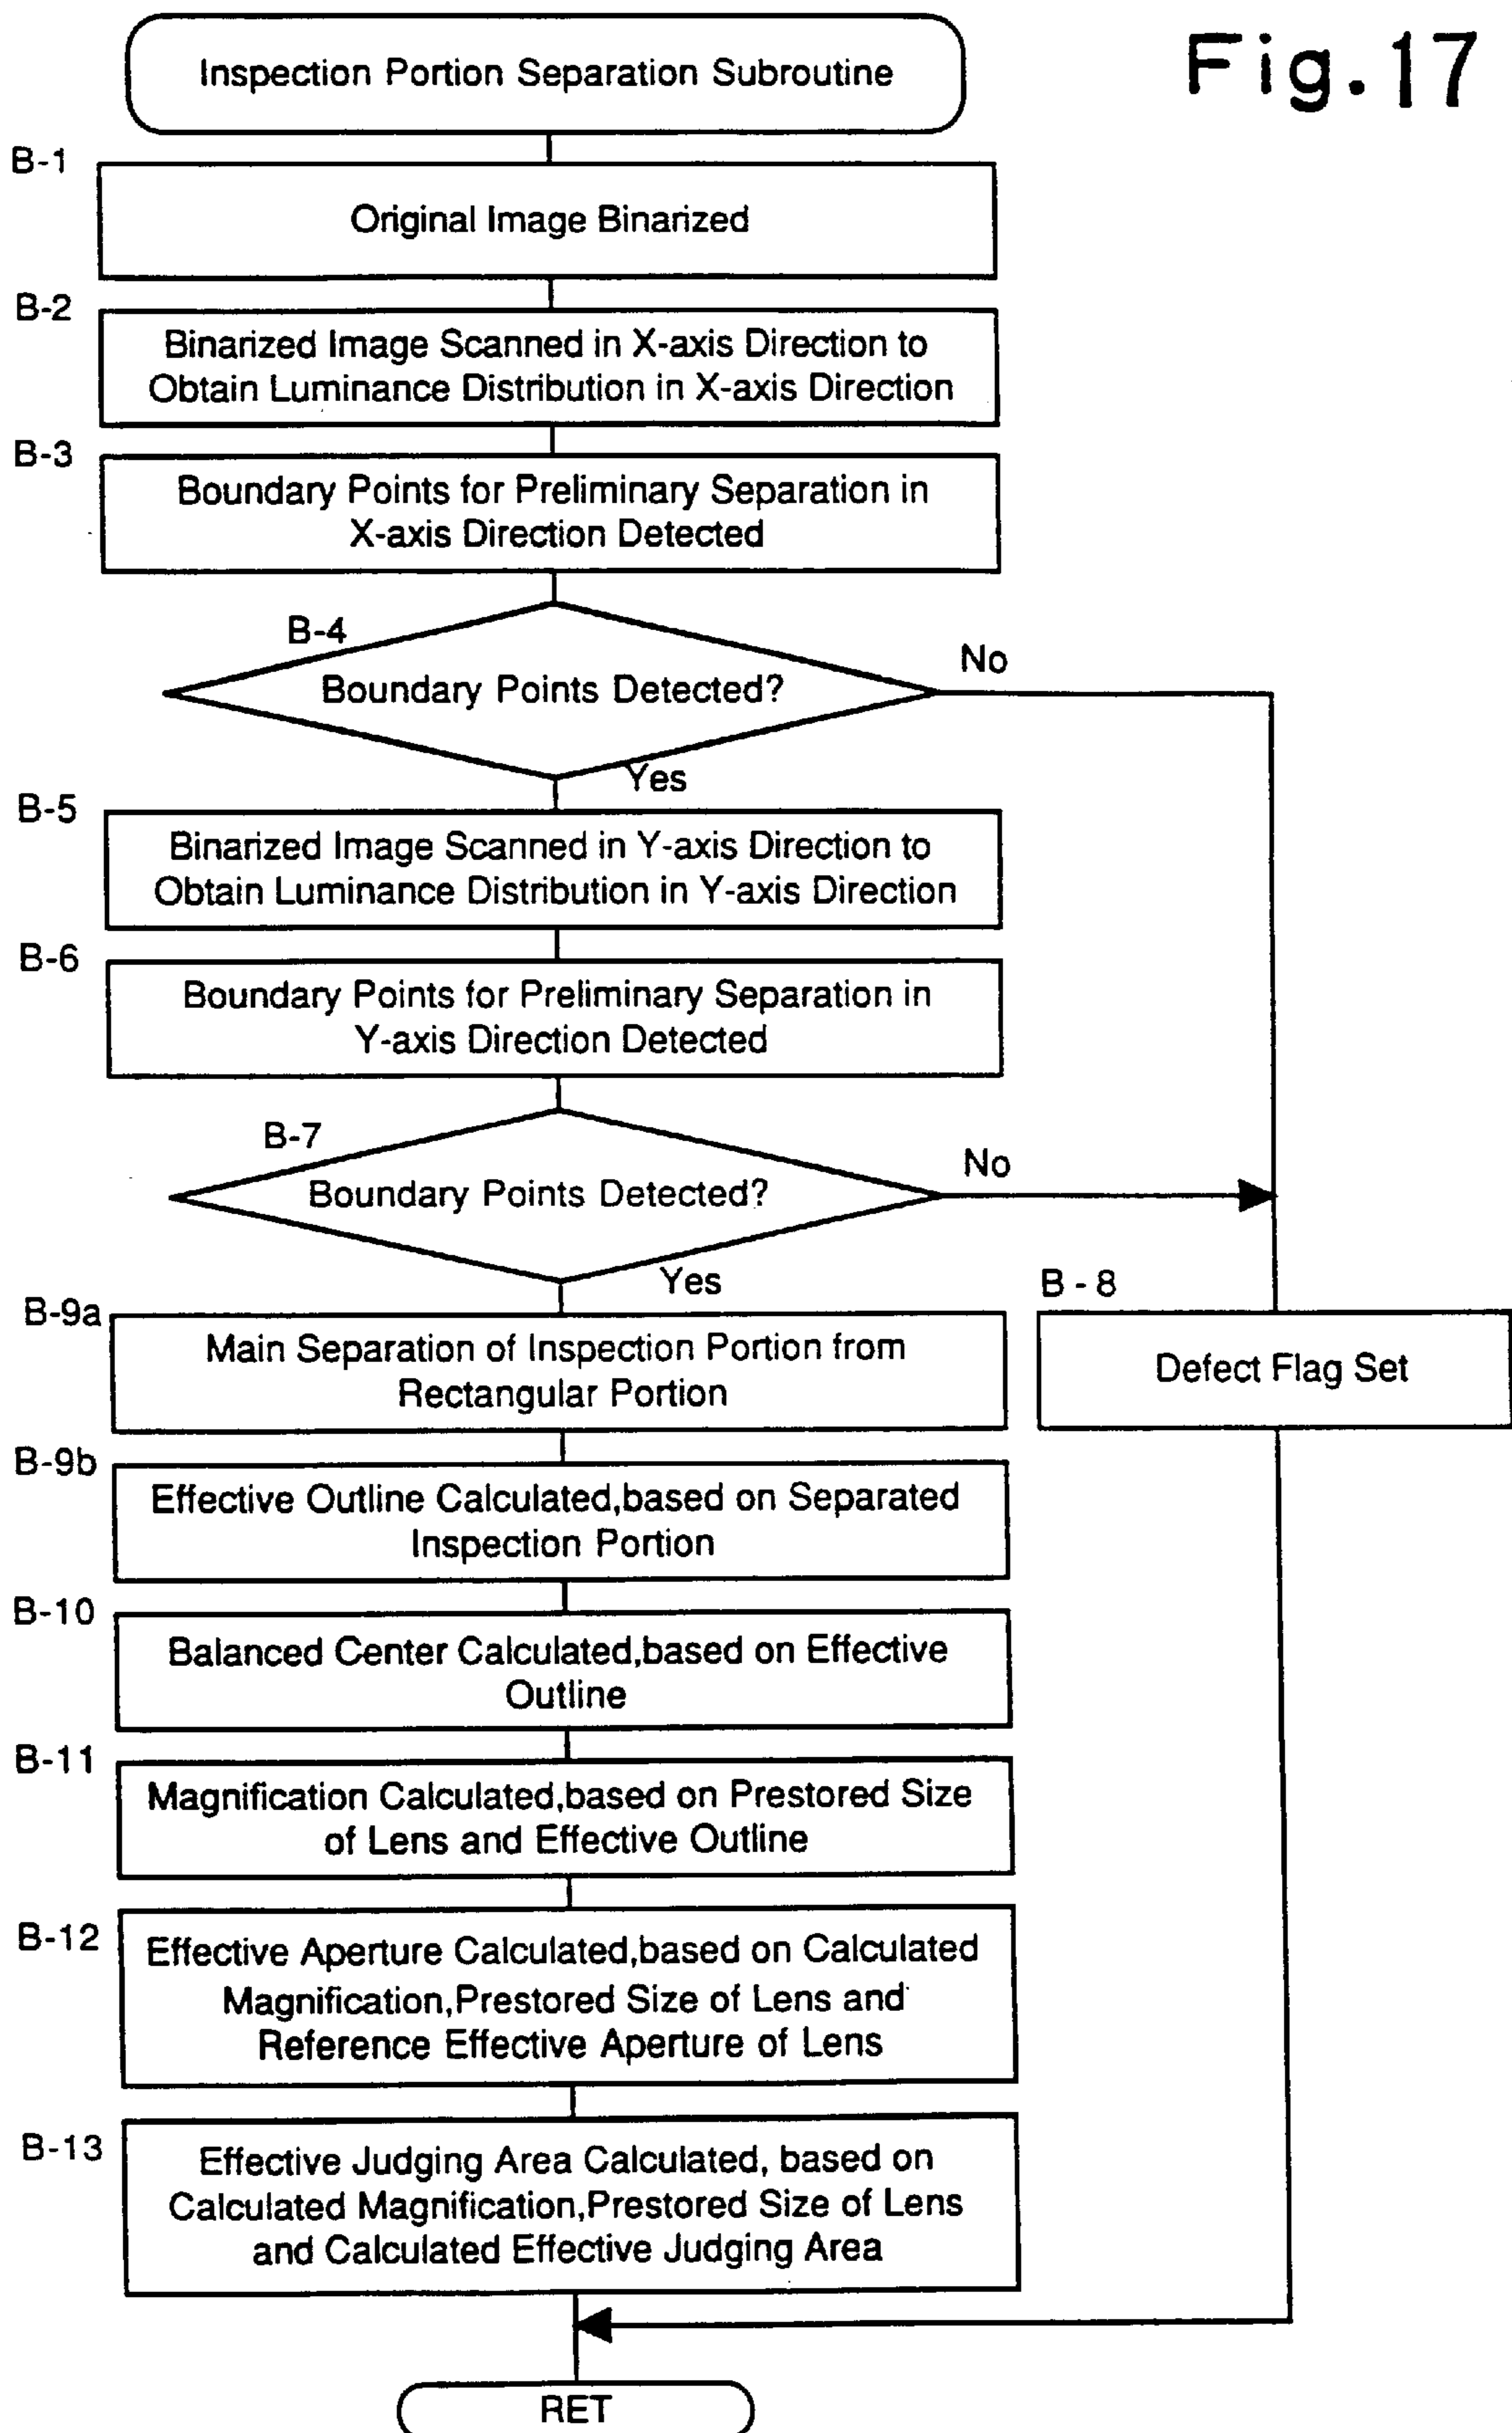 Fig.17
Inspection Portion Separation Subroutine
B-1
Original Image Binarized
B-2
Binarized Image Scanned in X-axis Direction to
Obtain Luminance Distribution in X-axis Direction
B-3
Boundary Points for Preliminary Separation in
X-axis Direction Detected
B-4
Boundary Points Detected?
No
Yes
B-5
Binarized Image Scanned in Y-axis Direction to
Obtain Luminance Distribution in Y-axis Direction
B-6
Boundary Points for Preliminary Separation in
Y-axis Direction Detected
B-7
Boundary Points Detected?
No
Yes
B-9a
Main Separation of Inspection Portion from
Rectangular Portion
B - 8
Defect Flag Set
B-9b
Effective Outline Calculated,based on Separated
Inspection Portion
B-10
Balanced Center Calculated,based on Effective
Outline
B-11
Magnification Calculated,based on Prestored Size
of Lens and Effective Outline
B-12
Effective Aperture Calculated,based on Calculated
Magnification,Prestored Size of Lens and
Reference Effective Aperture of Lens
B-13
Effective Judging Area Calculated, based on
Calculated Magnification,Prestored Size of Lens
and Calculated Effective Judging Area
RET